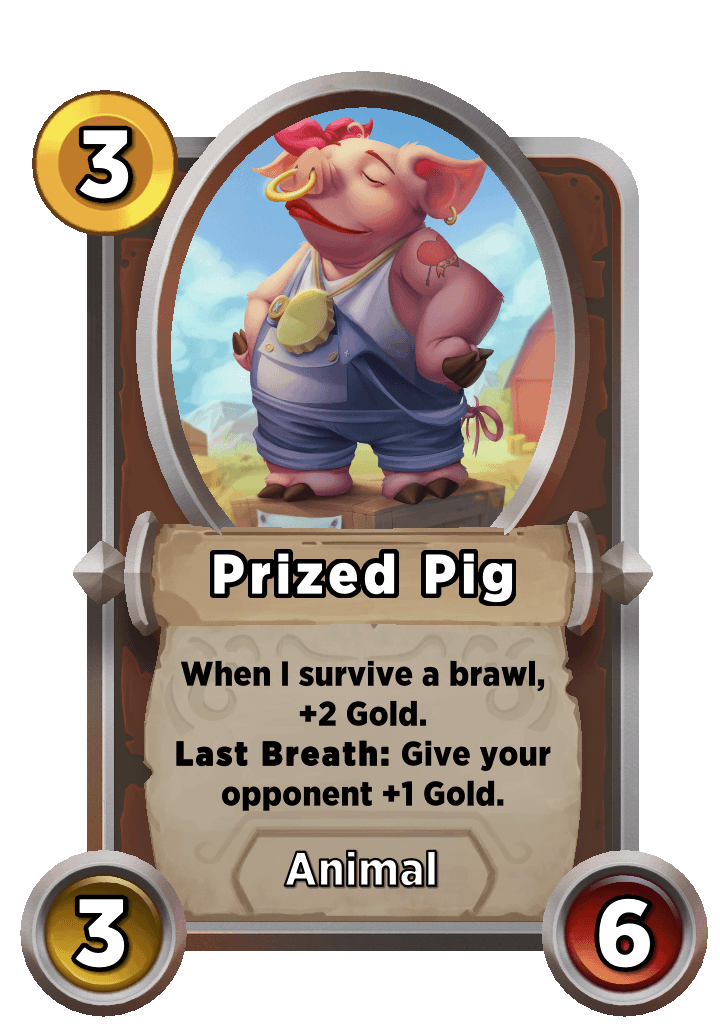 3
Prized Pig
When I survive a brawl,
+2 Gold.
Last Breath: Give your
opponent +1 Gold.
Animal
3
6